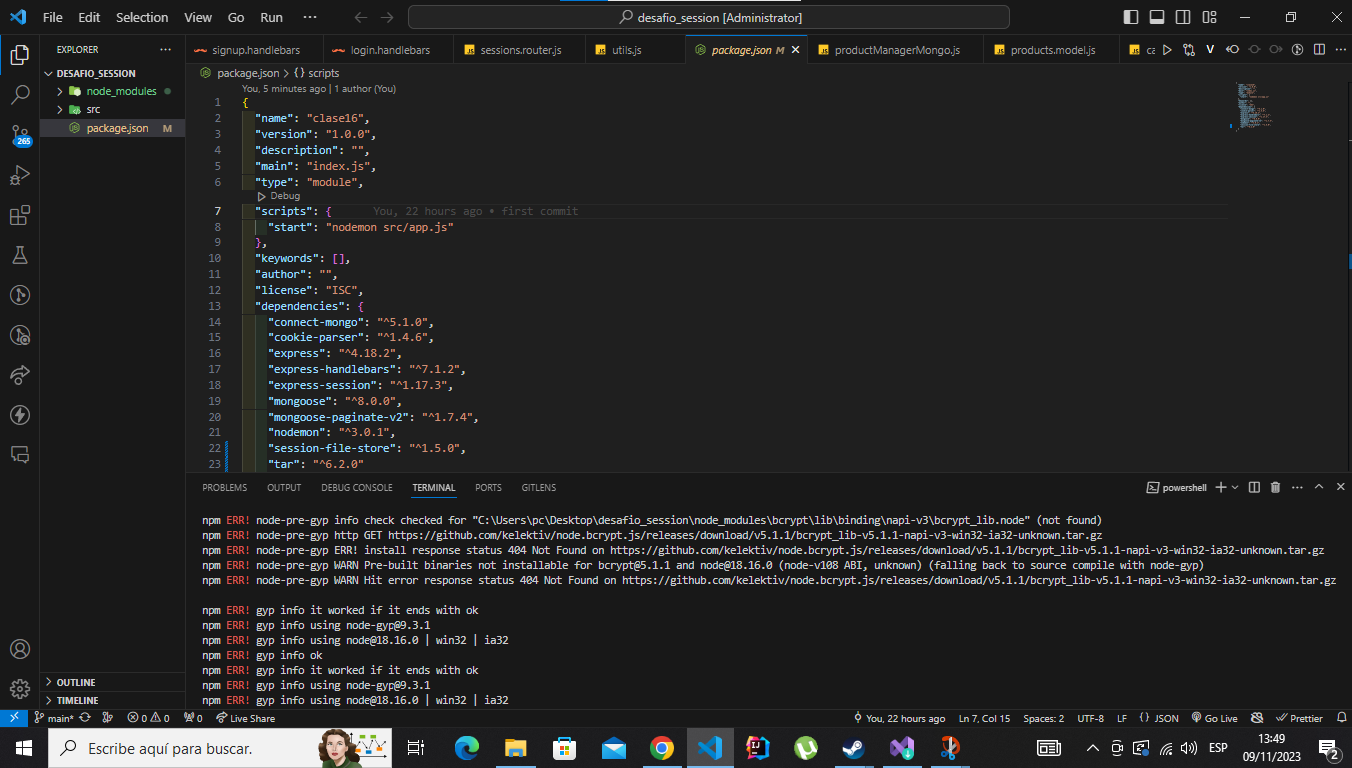 File Edit Selection View Go Run ··· desafio_session [Administrator]
EXPLORER ···
DESAFIO_SESSION
node_modules
src
package.json M
265
OUTLINE
TIMELINE
signup.handlebars login.handlebars sessions.router.js utils.js package.json M productManagerMongo.js products.model.js ca
package.json > {} scripts
You, 5 minutes ago | 1 author (You)
1 {
2 "name": "clase16",
3 "version": "1.0.0",
4 "description": "",
5 "main": "index.js",
6 "type": "module",
Debug
7 "scripts": { You, 22 hours ago • first commit
8 "start": "nodemon src/app.js"
9 },
10 "keywords": [],
11 "author": "",
12 "license": "ISC",
13 "dependencies": {
14 "connect-mongo": "^5.1.0",
15 "cookie-parser": "^1.4.6",
16 "express": "^4.18.2",
17 "express-handlebars": "^7.1.2",
18 "express-session": "^1.17.3",
19 "mongoose": "^8.0.0",
20 "mongoose-paginate-v2": "^1.7.4",
21 "nodemon": "^3.0.1",
22 "session-file-store": "^1.5.0",
23 "tar": "^6.2.0"
PROBLEMS OUTPUT DEBUG CONSOLE TERMINAL PORTS GITLENS powershell
npm ERR! node-pre-gyp info check checked for "C:\Users\pc\Desktop\desafio_session\node_modules\bcrypt\lib\binding\napi-v3\bcrypt_lib.node" (not found)
npm ERR! node-pre-gyp http GET https://github.com/kelektiv/node.bcrypt.js/releases/download/v5.1.1/bcrypt_lib-v5.1.1-napi-v3-win32-ia32-unknown.tar.gz
npm ERR! node-pre-gyp ERR! install response status 404 Not Found on https://github.com/kelektiv/node.bcrypt.js/releases/download/v5.1.1/bcrypt_lib-v5.1.1-napi-v3-win32-ia32-unknown.tar.gz
npm ERR! node-pre-gyp WARN Pre-built binaries not installable for bcrypt@5.1.1 and node@18.16.0 (node-v108 ABI, unknown) (falling back to source compile with node-gyp)
npm ERR! node-pre-gyp WARN Hit error response status 404 Not Found on https://github.com/kelektiv/node.bcrypt.js/releases/download/v5.1.1/bcrypt_lib-v5.1.1-napi-v3-win32-ia32-unknown.tar.gz
npm ERR! gyp info it worked if it ends with ok
npm ERR! gyp info using node-gyp@9.3.1
npm ERR! gyp info using node@18.16.0 | win32 | ia32
npm ERR! gyp info ok
npm ERR! gyp info it worked if it ends with ok
npm ERR! gyp info using node-gyp@9.3.1
npm ERR! gyp info using node@18.16.0 | win32 | ia32
main* 0 0 0 Live Share You, 22 hours ago Ln 7, Col 15 Spaces: 2 UTF-8 LF {} JSON Go Live Prettier
Escribe aquí para buscar. ESP 13:49
09/11/2023 2